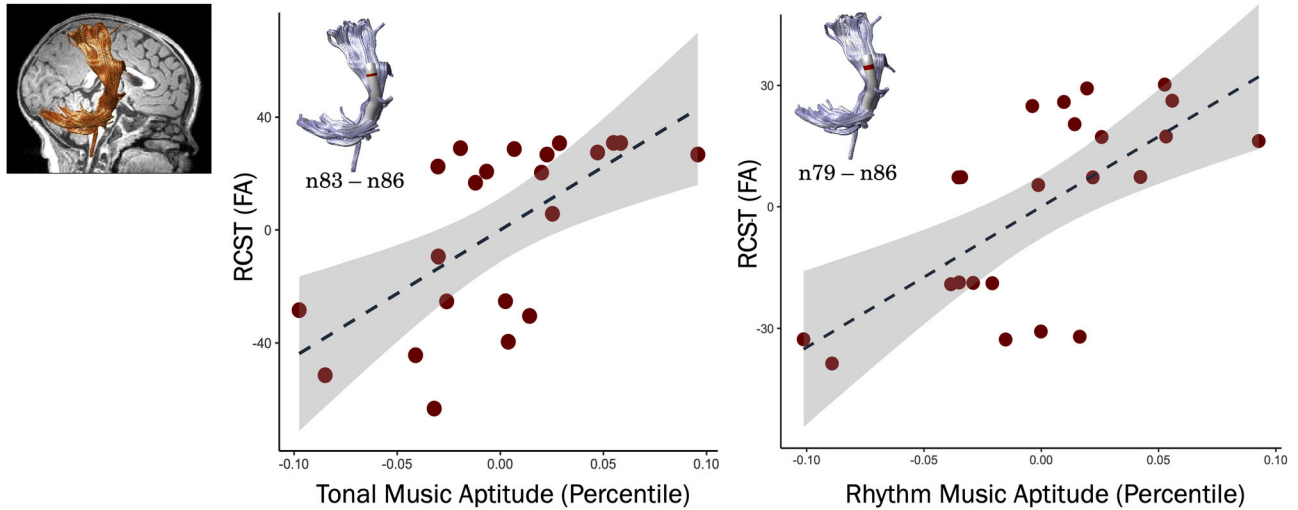 n83 – n86
RCST (FA)
40
0
-40
-0.10
-0.05
0.00
0.05
0.10
Tonal Music Aptitude (Percentile)
n79 – n86
RCS-T (FA)
30
0
-30
-0.10
-0.05
0.00
0.05
0.10
Rhythm Music Aptitude (Percentile)